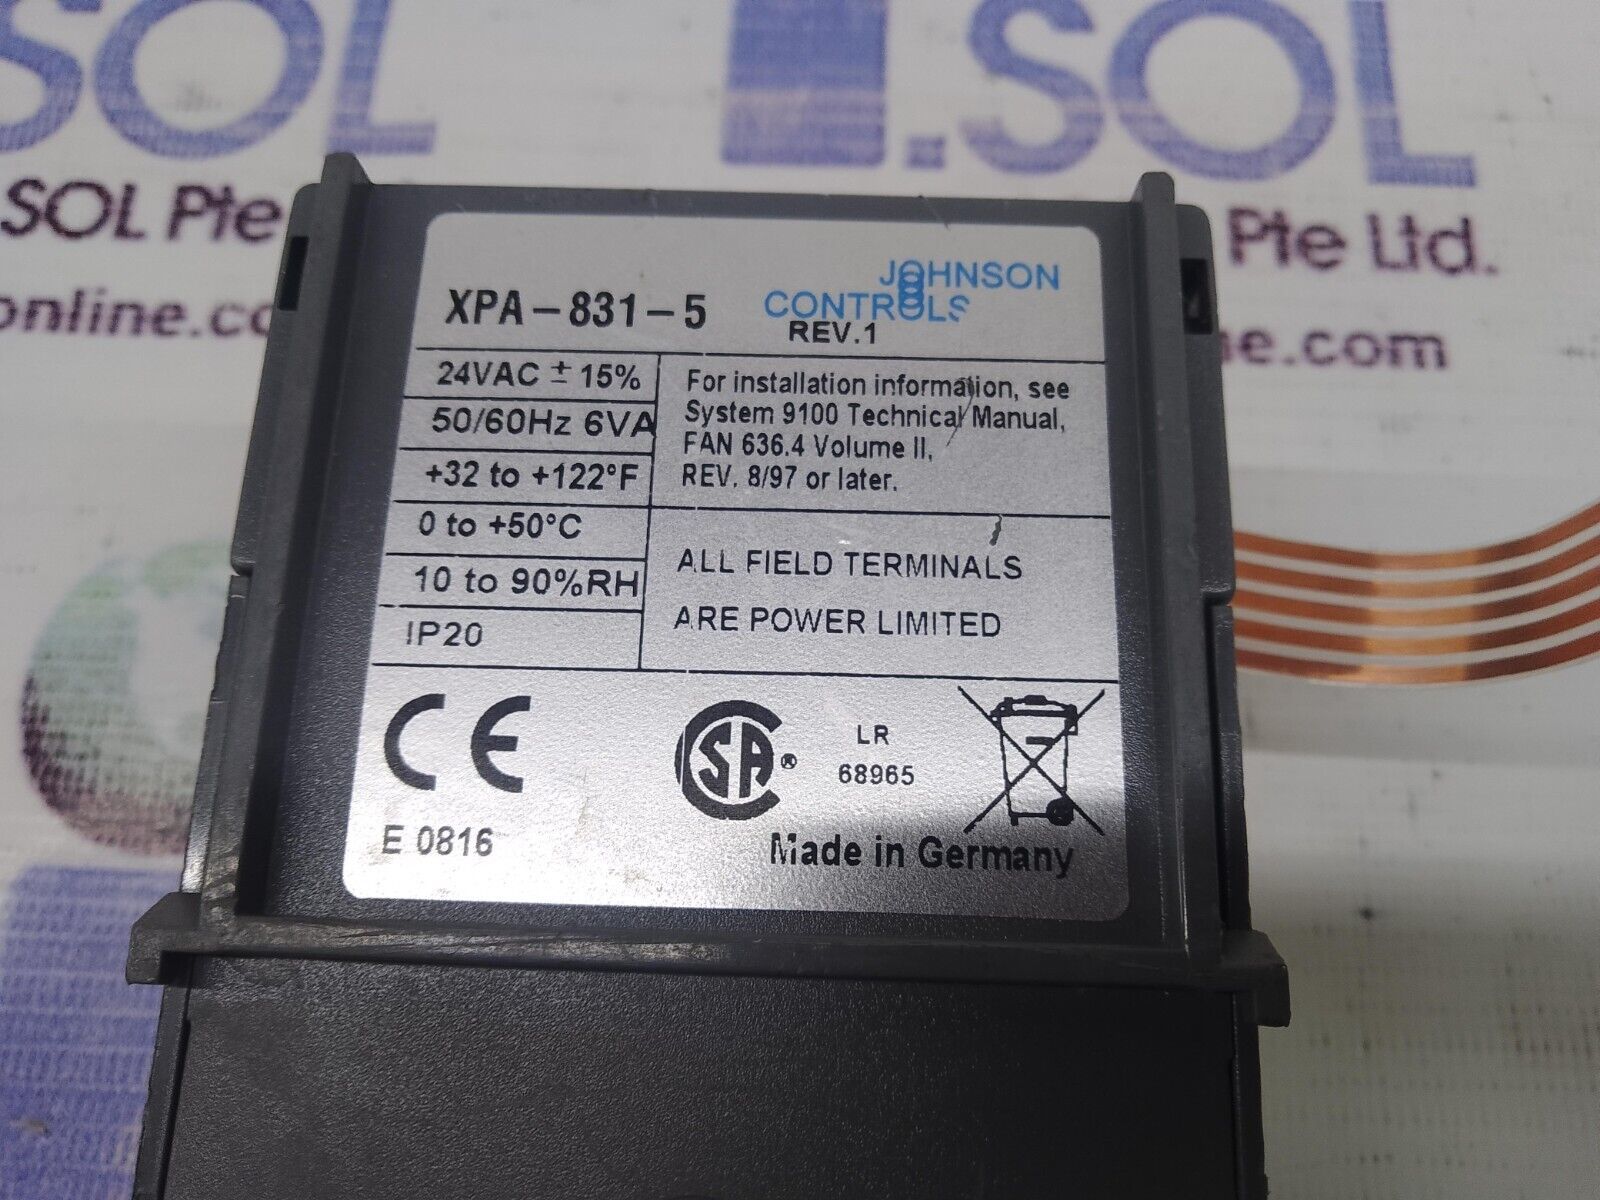 SOL
.SOL
SOL Pte
Pte Ltd.
XPA-831-5
JOHNSON
CONTROLS
REV.1
24VAC ± 15%
50/60Hz 6VA
+32 to +122°F
0 to +50°C
10 to 90%RH
IP20
For installation information, see
System 9100 Technical Manual,
FAN 636.4 Volume II,
REV. 8/97 or later.
ALL FIELD TERMINALS
ARE POWER LIMITED
CE
E 0816
CSA ®
LR
68965
Made in Germany